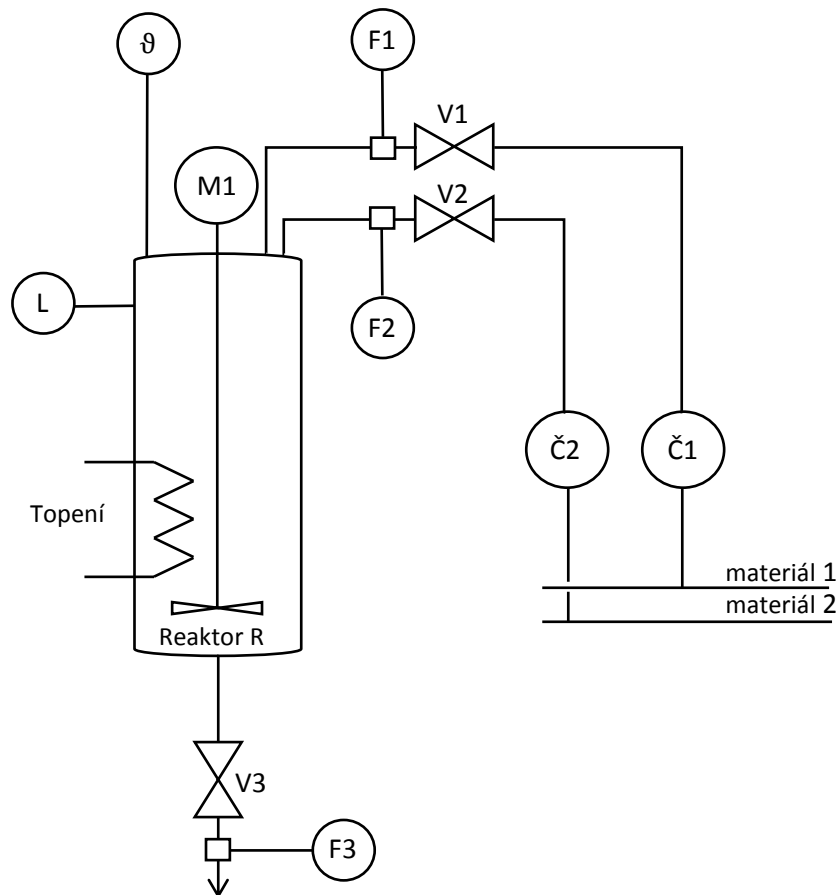 ϑ
F1
V1
M1
V2
L
F2
Č2
Č1
Topení
materiál 1
materiál 2
Reaktor R
V3
F3